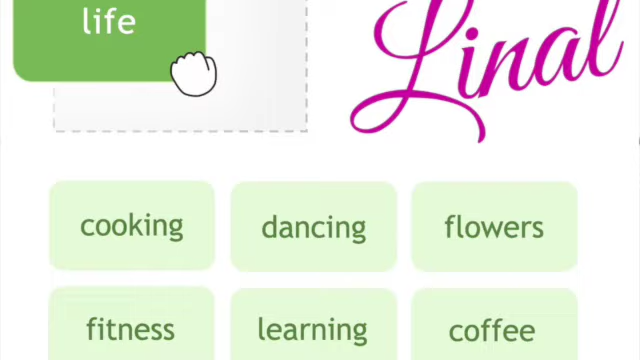 life
Linal
cooking dancing flowers
fitness learning coffee